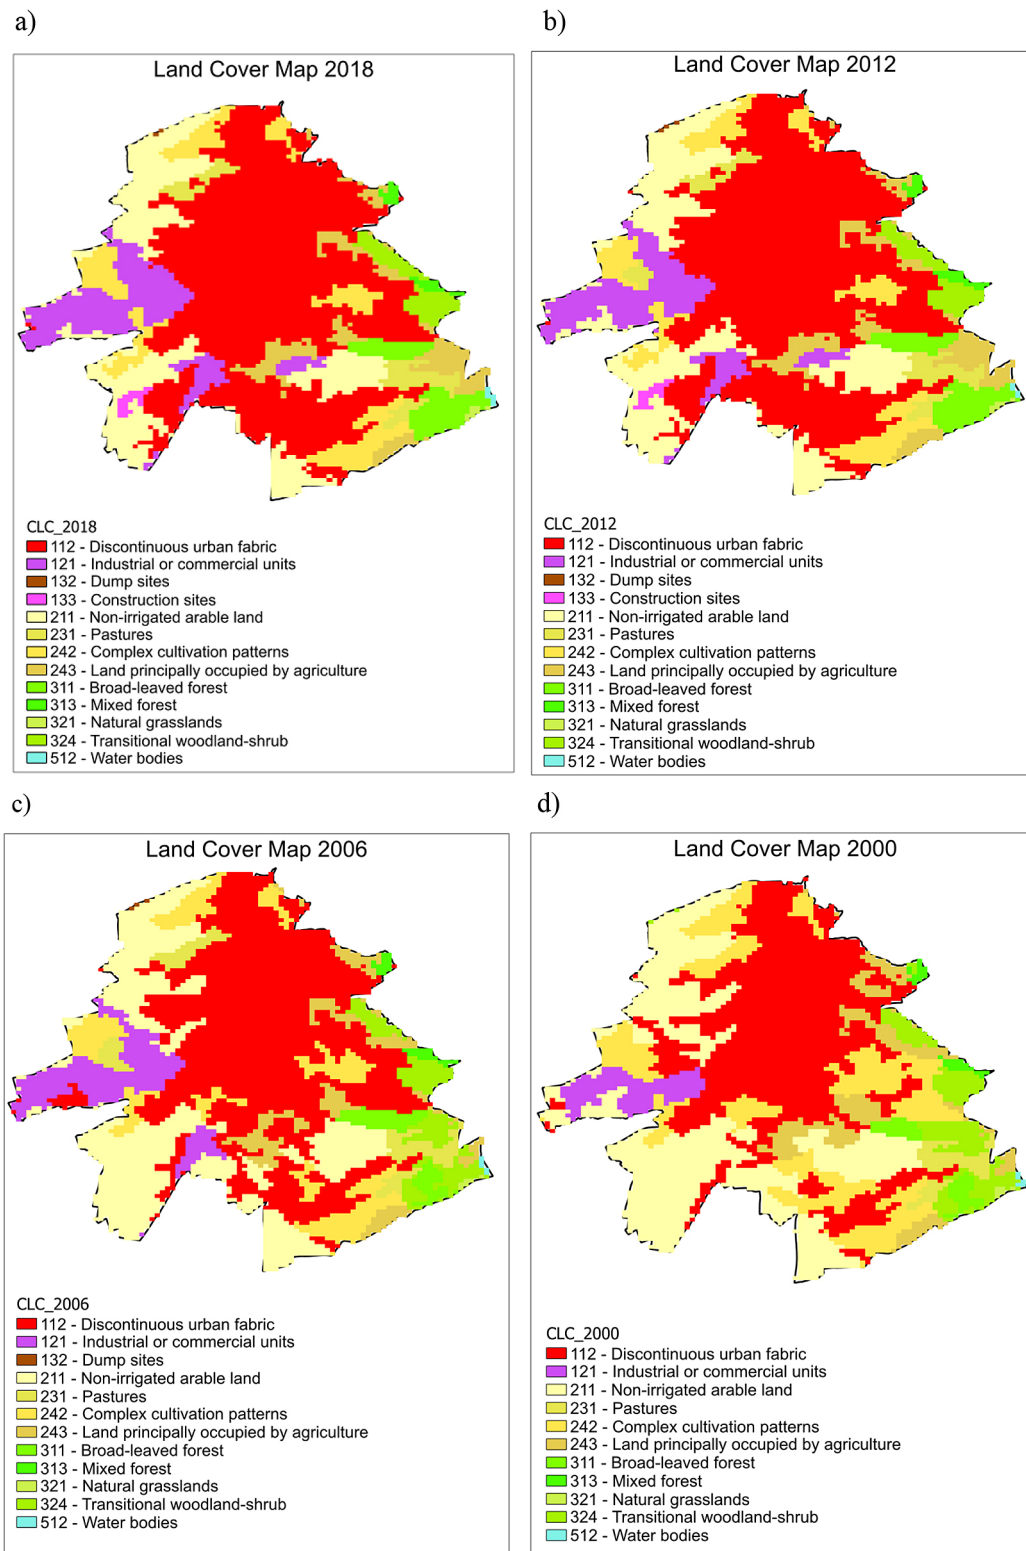 a)
Land Cover Map 2018
CLC_2018
112 - Discontinuous urban fabric
121 - Industrial or commercial units
132 - Dump sites
133 - Construction sites
211 - Non-irrigated arable land
231 - Pastures
242 - Complex cultivation patterns
243 - Land principally occupied by agriculture
311 - Broad-leaved forest
313 - Mixed forest
321 - Natural grasslands
324 - Transitional woodland-shrub
512 - Water bodies
b)
Land Cover Map 2012
CLC_2012
112 - Discontinuous urban fabric
121 - Industrial or commercial units
132 - Dump sites
133 - Construction sites
211 - Non-irrigated arable land
231 - Pastures
242 - Complex cultivation patterns
243 - Land principally occupied by agriculture
311 - Broad-leaved forest
313 - Mixed forest
321 - Natural grasslands
324 - Transitional woodland-shrub
512 - Water bodies
c)
Land Cover Map 2006
CLC_2006
112 - Discontinuous urban fabric
121 - Industrial or commercial units
132 - Dump sites
211 - Non-irrigated arable land
231 - Pastures
242 - Complex cultivation patterns
243 - Land principally occupied by agriculture
311 - Broad-leaved forest
313 - Mixed forest
321 - Natural grasslands
324 - Transitional woodland-shrub
512 - Water bodies
d)
Land Cover Map 2000
CLC_2000
112 - Discontinuous urban fabric
121 - Industrial or commercial units
211 - Non-irrigated arable land
231 - Pastures
242 - Complex cultivation patterns
243 - Land principally occupied by agriculture
311 - Broad-leaved forest
313 - Mixed forest
321 - Natural grasslands
324 - Transitional woodland-shrub
512 - Water bodies